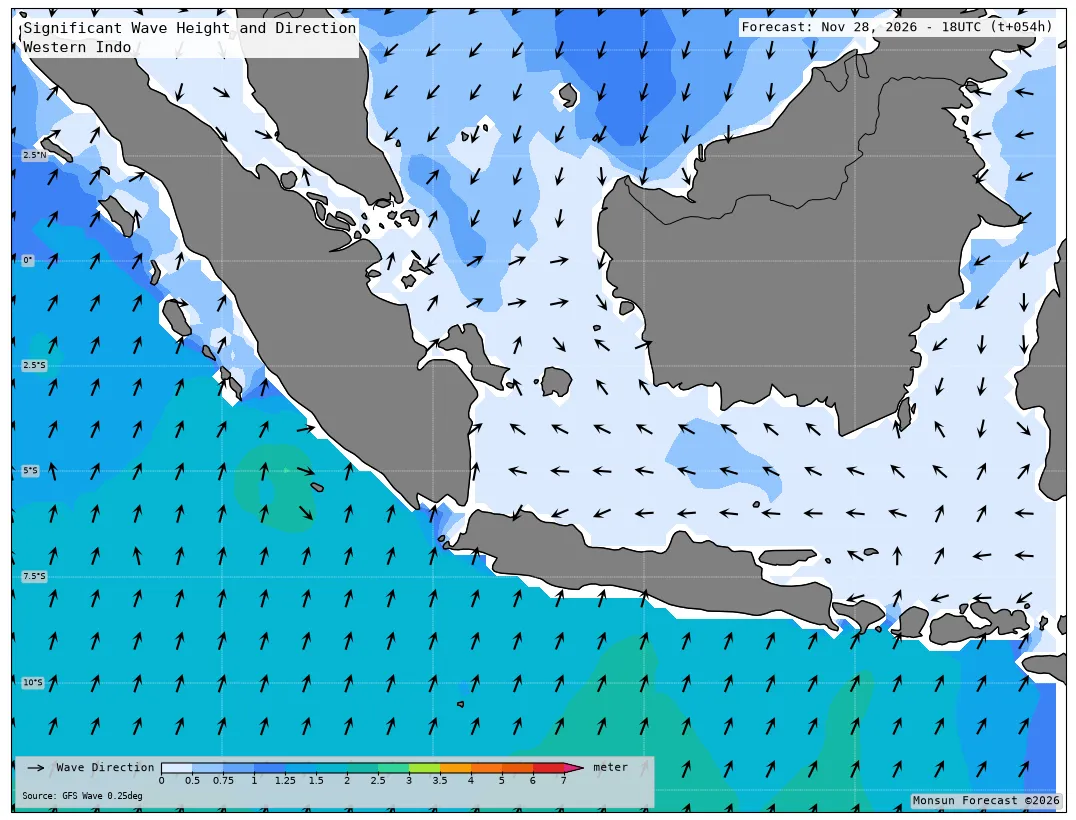 Significant Wave Height and Direction
Western Indo
Forecast: Nov 28, 2026 - 18UTC (t+054h)
2.5°N
0°
2.5°S
5°S
7.5°S
10°S
Wave Direction
meter
0 0.5 0.75 1 1.25 1.5 2 2.5 3 3.5 4 5 6 7
Source: GFS Wave 0.25deg
Monsun Forecast ©2026